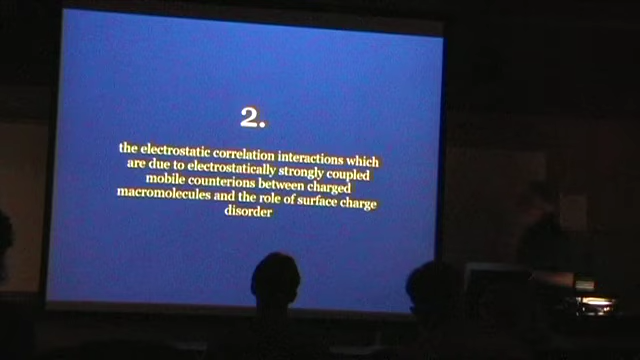 2.
the electrostatic correlation interactions which
are due to electrostatically strongly coupled
mobile counterions between charged
macromolecules and the role of surface charge
disorder